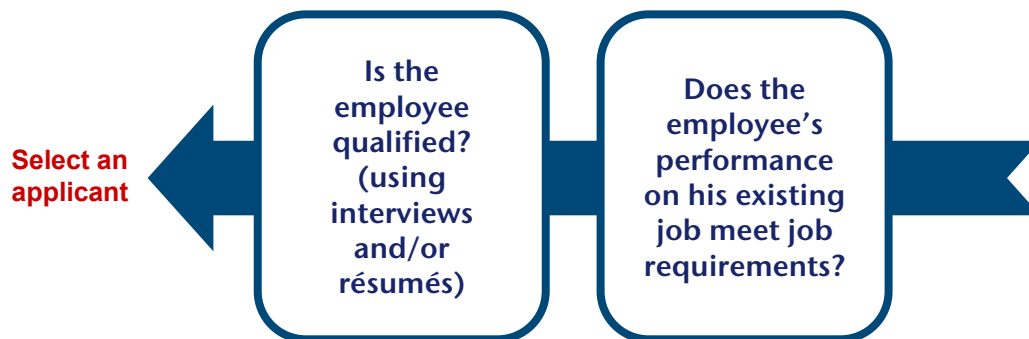 Select an
applicant
Is the
employee
qualified?
(using
interviews
and/or
résumés)
Does the
employee’s
performance
on his existing
job meet job
requirements?